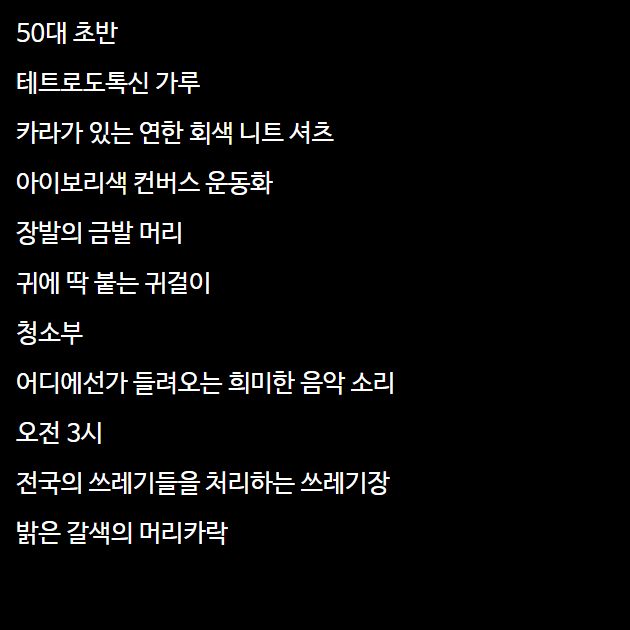 50대 초반
테트로도톡신 가루
카라가 있는 연한 회색 니트 셔츠
아이보리색 컨버스 운동화
장발의 금발 머리
귀에 딱 붙는 귀걸이
청소부
어디에선가 들려오는 희미한 음악 소리
오전 3시
전국의 쓰레기들을 처리하는 쓰레기장
밝은 갈색의 머리카락